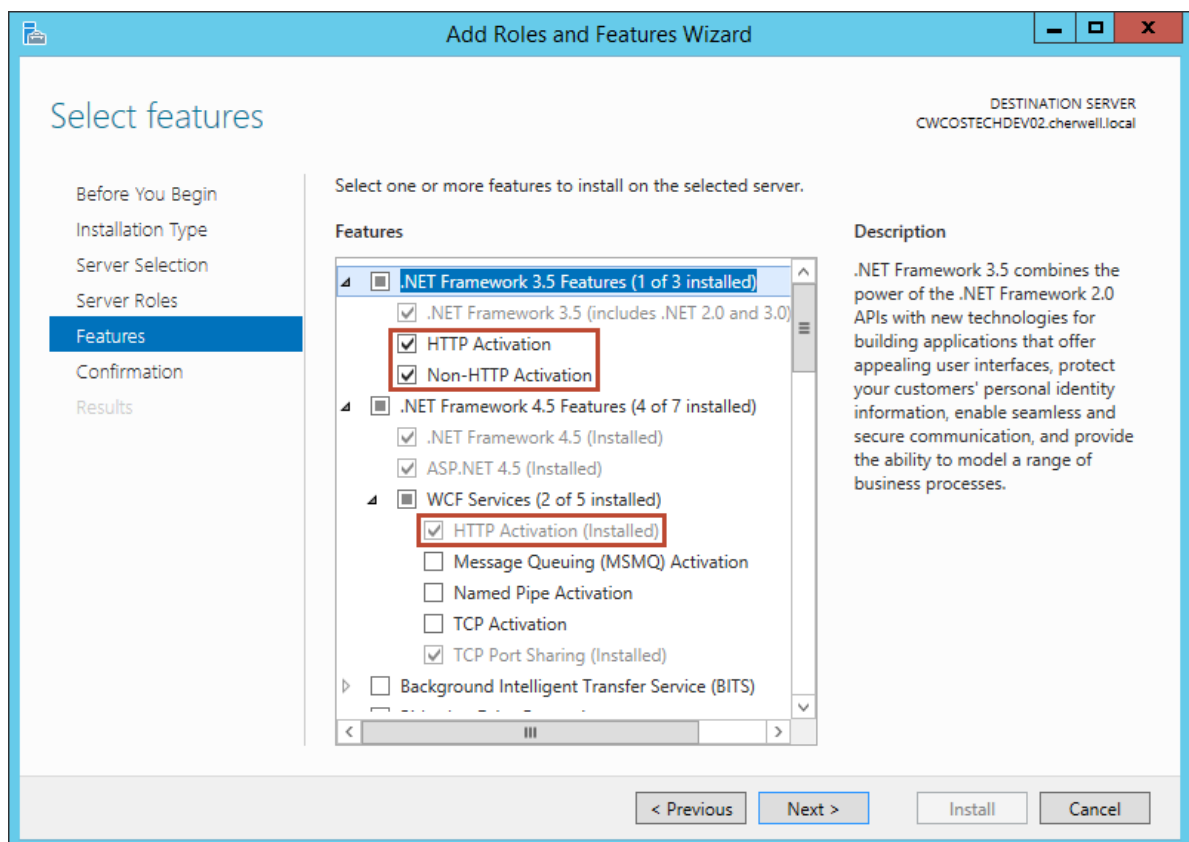 Add Roles and Features Wizard
Select features
DESTINATION SERVER
CWCOSTECHDEV02.cherwell.local
Before You Begin
Installation Type
Server Selection
Server Roles
Features
Confirmation
Results
Select one or more features to install on the selected server.
Features
.NET Framework 3.5 Features (1 of 3 installed)
.NET Framework 3.5 (includes .NET 2.0 and 3.0)
HTTP Activation
Non-HTTP Activation
.NET Framework 4.5 Features (4 of 7 installed)
.NET Framework 4.5 (Installed)
ASP.NET 4.5 (Installed)
WCF Services (2 of 5 installed)
HTTP Activation (Installed)
Message Queuing (MSMQ) Activation
Named Pipe Activation
TCP Activation
TCP Port Sharing (Installed)
Background Intelligent Transfer Service (BITS)
Description
.NET Framework 3.5 combines the
power of the .NET Framework 2.0
APIs with new technologies for
building applications that offer
appealing user interfaces, protect
your customers' personal identity
information, enable seamless and
secure communication, and provide
the ability to model a range of
business processes.
< Previous
Next >
Install
Cancel